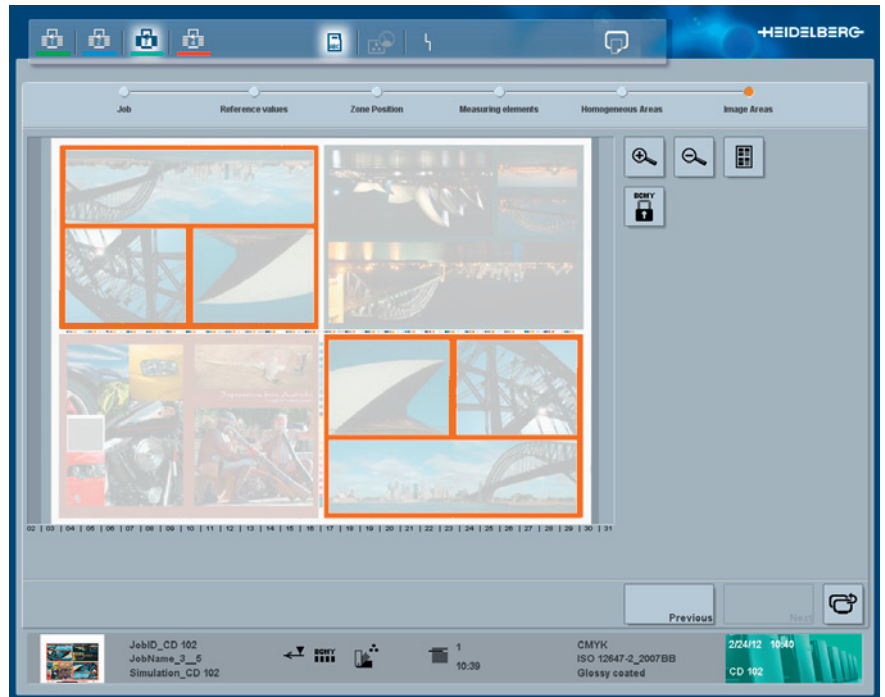 HEIDELBERG
ABC
Job
Reference values
Zone Position
Measuring elements
Homogeneous Areas
Image Areas
BCMY
02 | 03 | 04 | 05 | 06 | 07 | 08 | 09 | 10 | 11 | 12 | 13 | 14 | 15 | 16 | 17 | 18 | 19 | 20 | 21 | 22 | 23 | 24 | 25 | 26 | 27 | 28 | 29 | 30 | 31
Previous
Next
JobID_CD 102
JobName_3__5
Simulation_CD 102
BCMY
1
10:39
CMYK
ISO 12647-2_2007BB
Glossy coated
2/24/12 10:40
CD 102